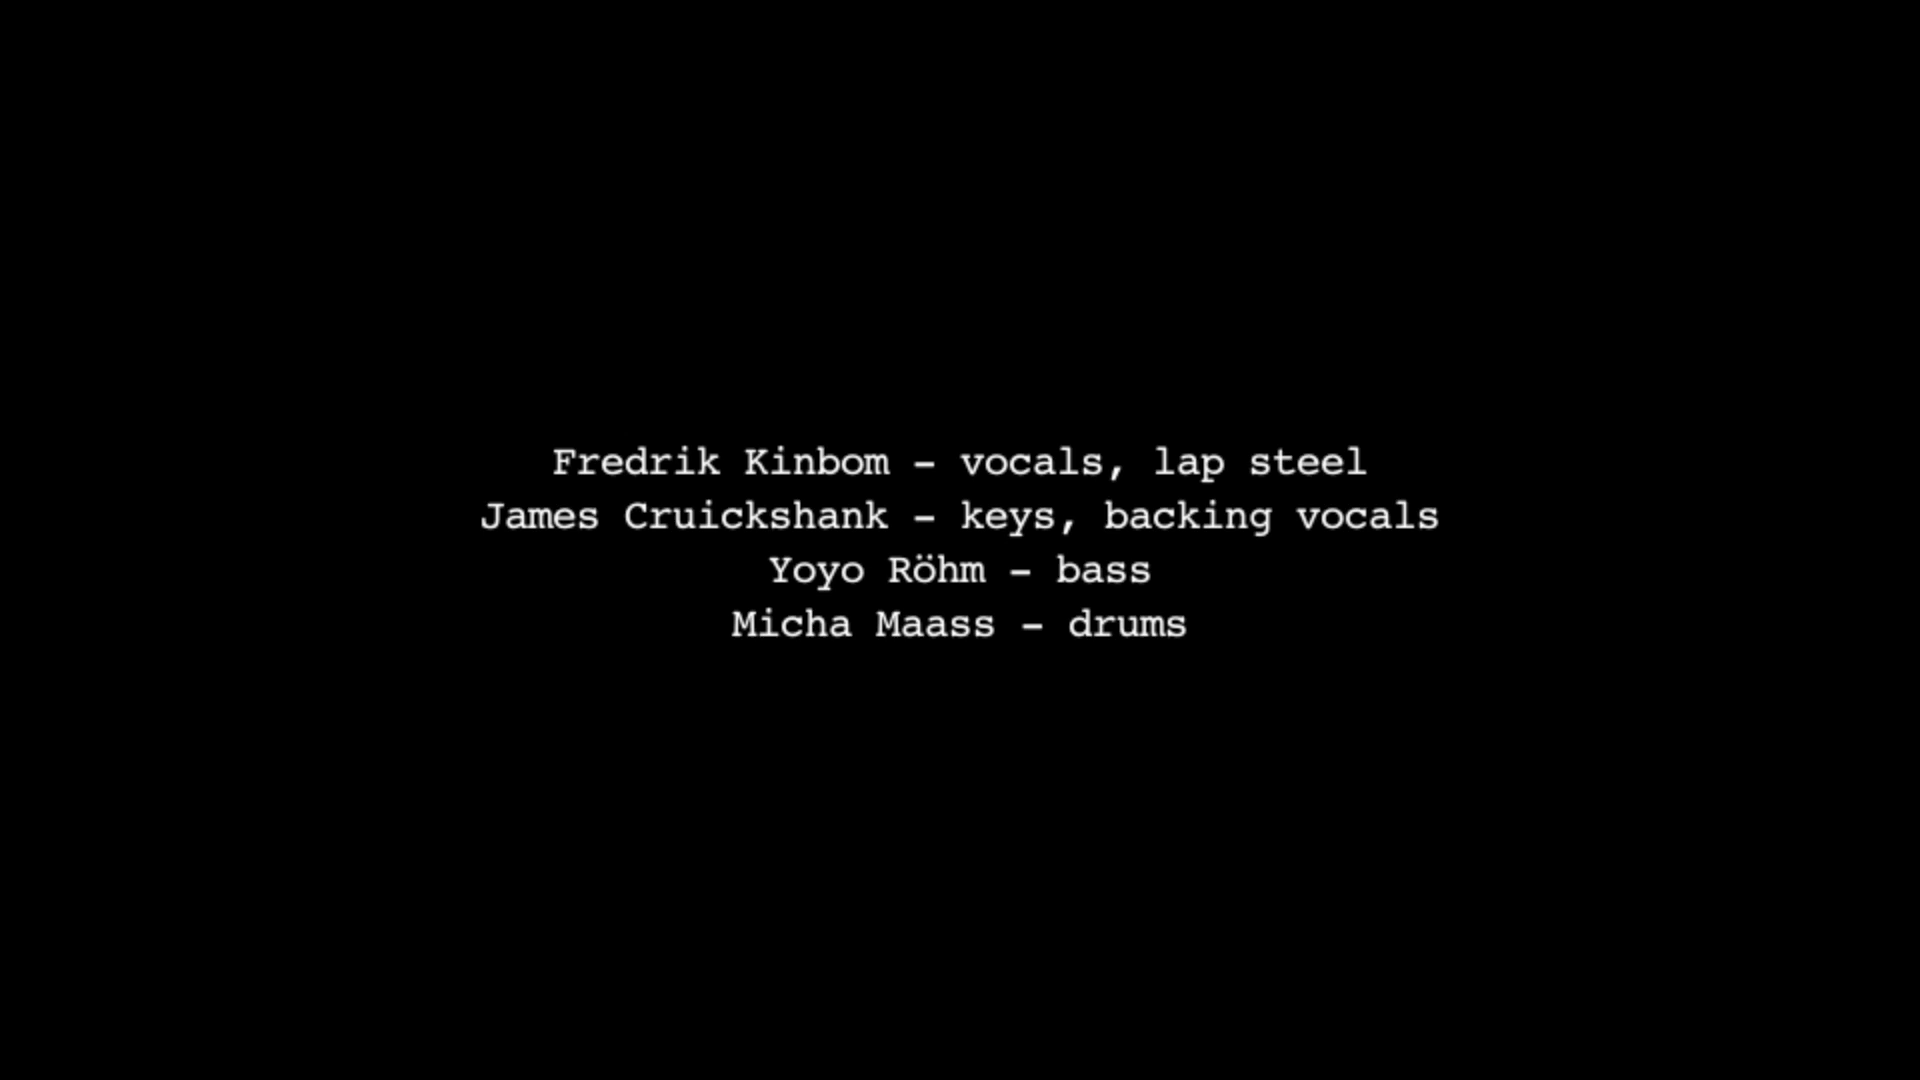 Fredrik Kinbom - vocals, lap steel
James Cruickshank - keys, backing vocals
Yoyo Röhm - bass
Micha Maass - drums